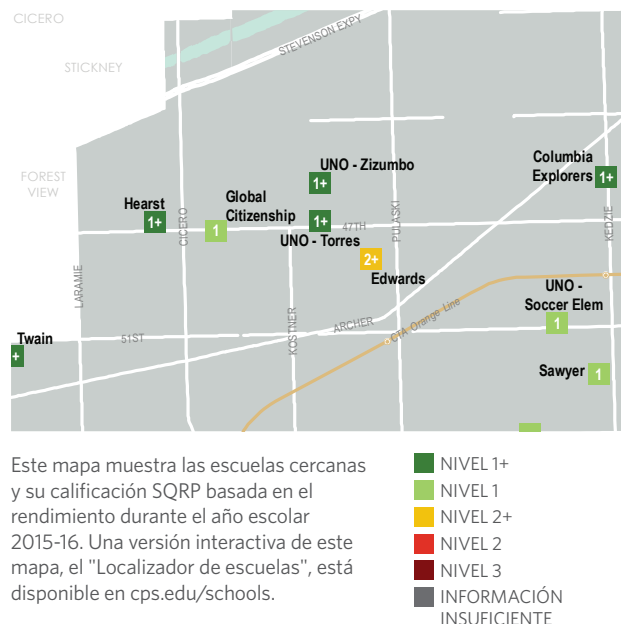 CICERO
STEVENSON EXPY
STICKNEY
UNO - Zizumbo
1+
Columbia
Explorers
1+
FOREST
VIEW
Hearst
1+
Global
Citizenship
1
1+
47TH
UNO - Torres
2+
Edwards
CICERO
PULASKI
KEDZIE
LARAMIE
KOSTNER
ARCHER
CTA Orange Line
UNO -
Soccer Elem
1
51ST
Twain
+
Sawyer
1
Este mapa muestra las escuelas cercanas
y su calificación SQRP basada en el
rendimiento durante el año escolar
2015-16. Una versión interactiva de este
mapa, el "Localizador de escuelas", está
disponible en cps.edu/schools.
NIVEL 1+
NIVEL 1
NIVEL 2+
NIVEL 2
NIVEL 3
INFORMACIÓN
INSUFICIENTE